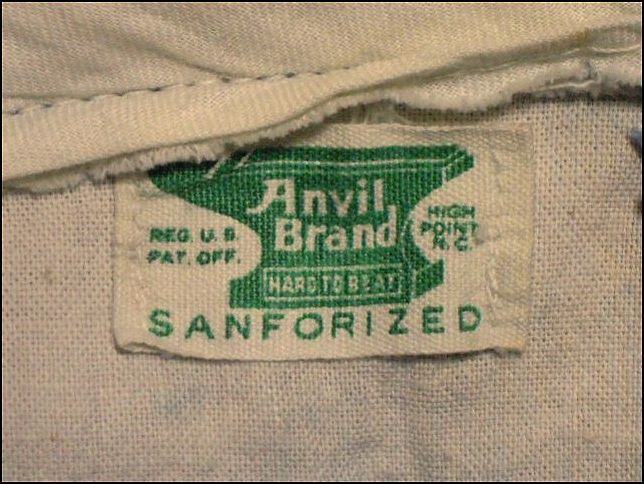 Anvil
Brand
REG. U.S.
PAT. OFF.
HIGH
POINT
N.C.
HARD TO BEAT
SANFORIZED